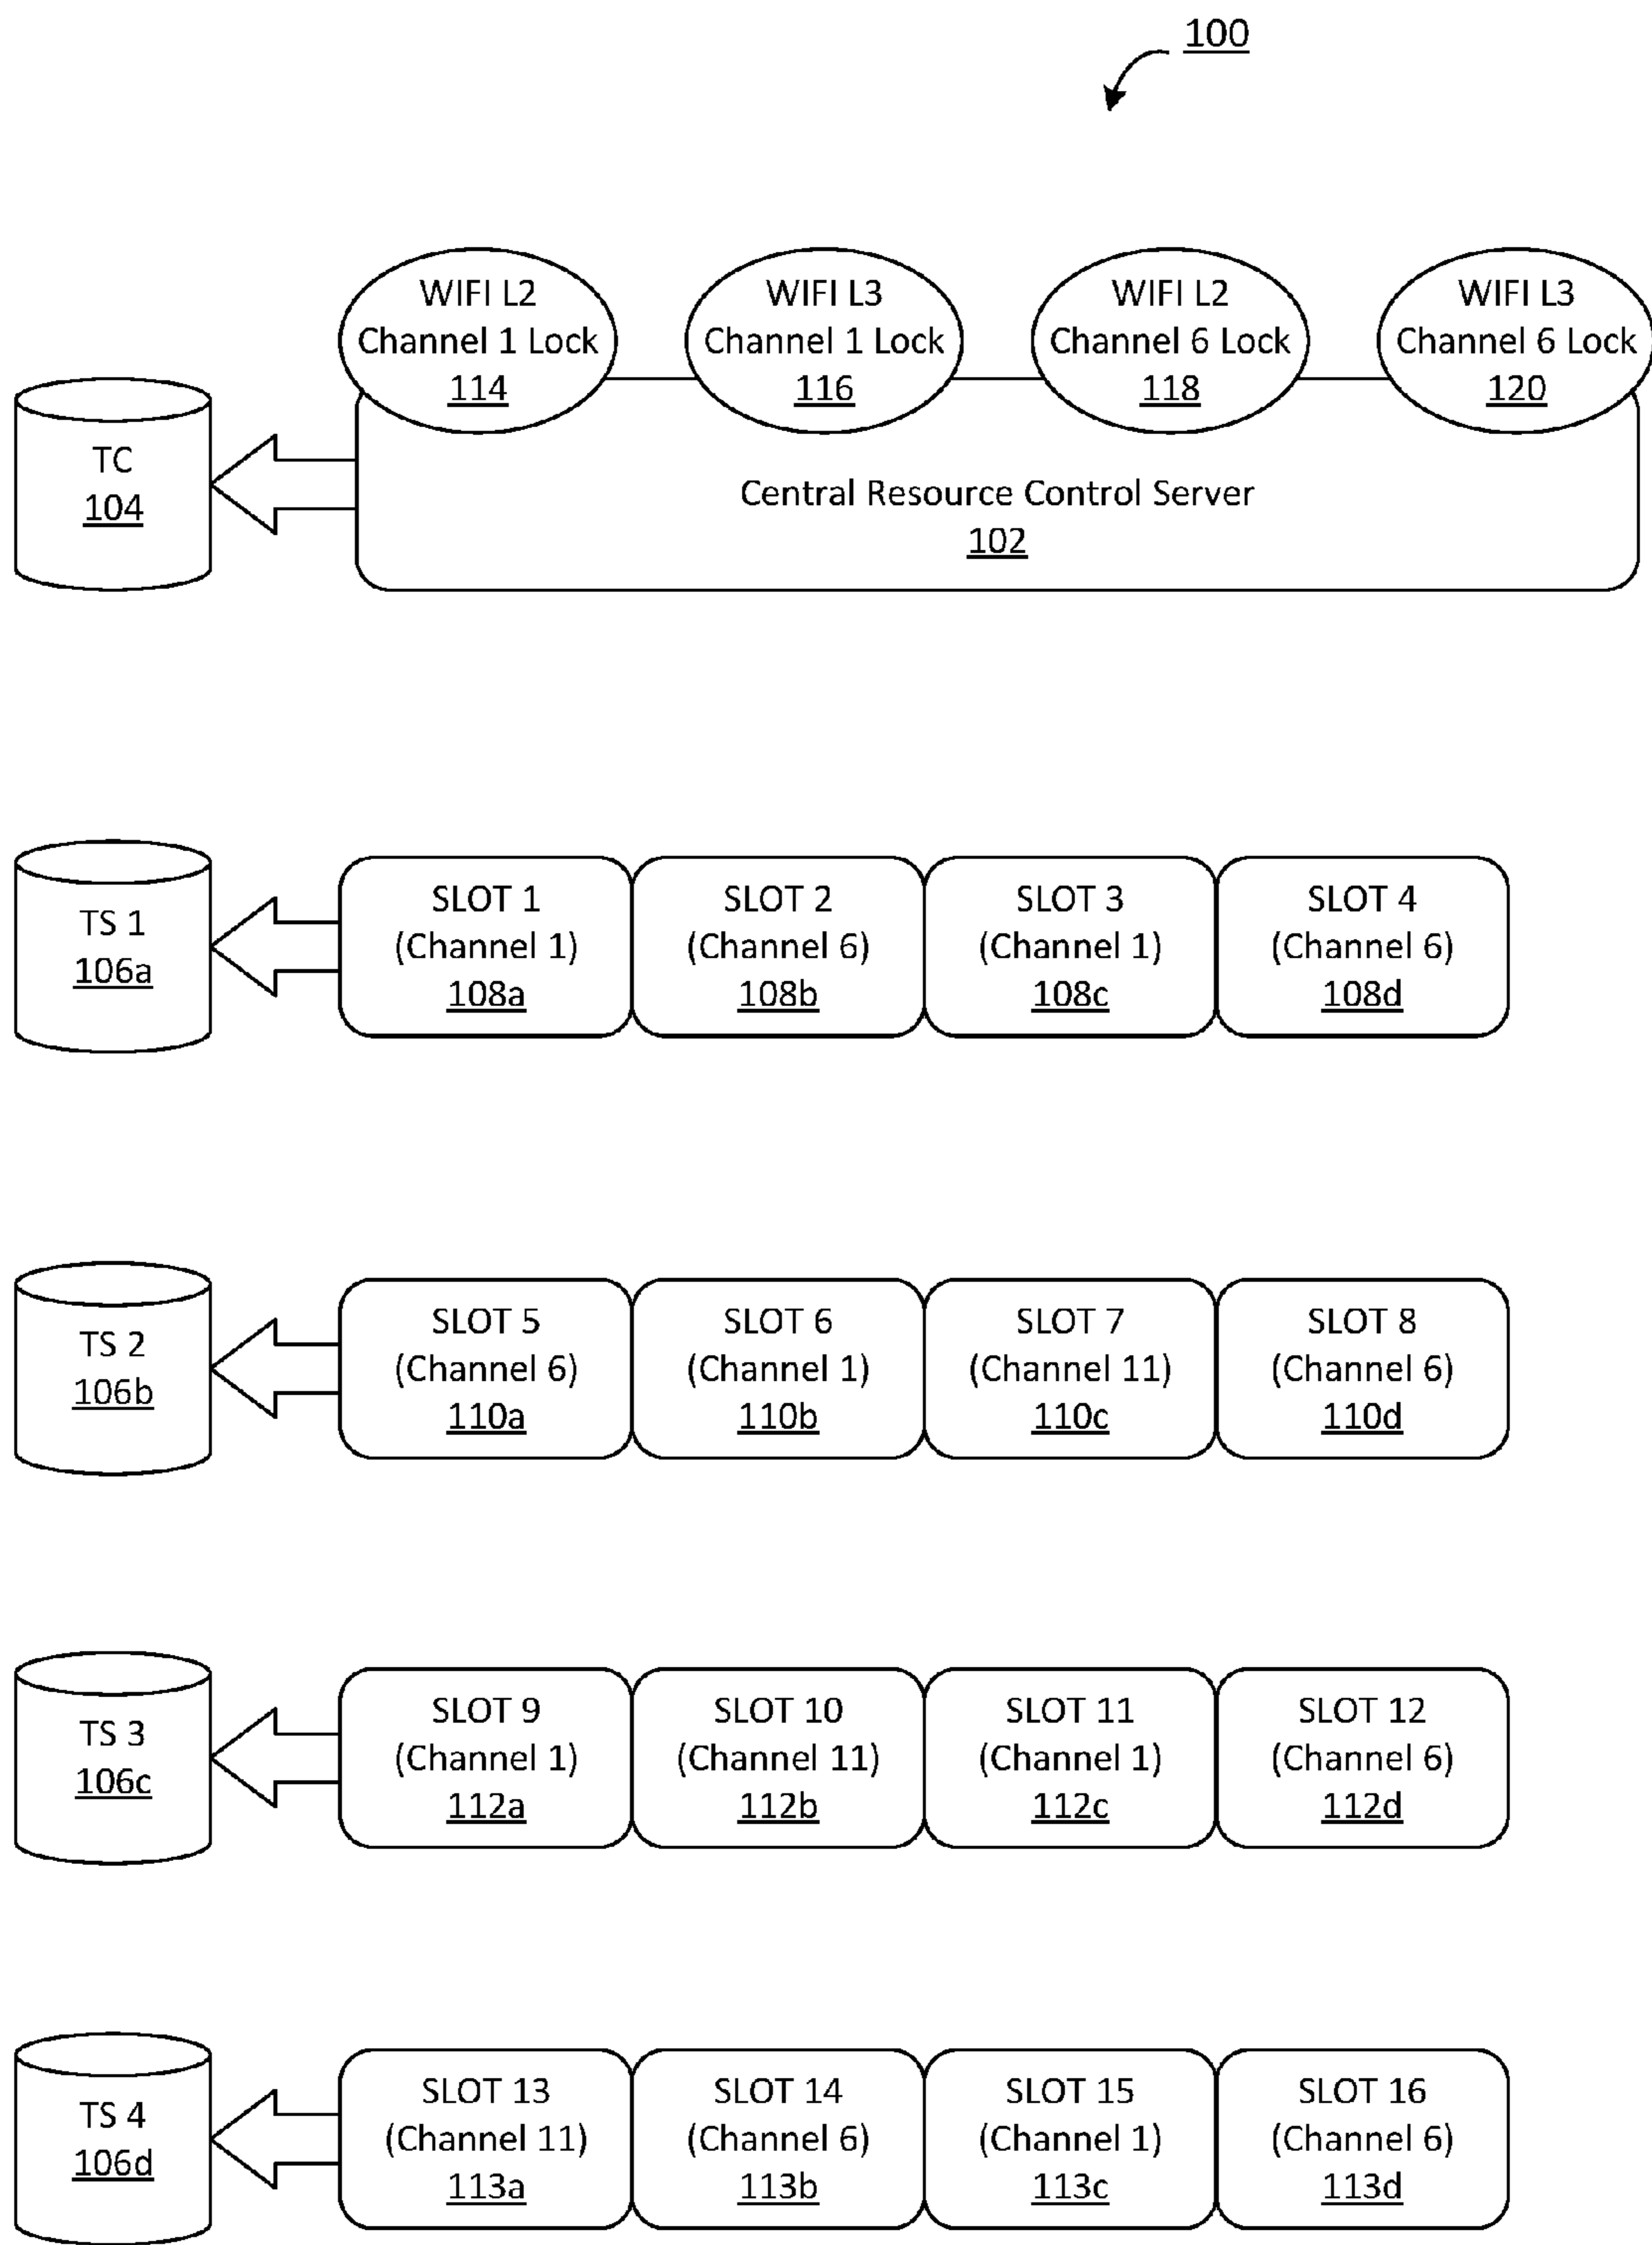 100
WIFI L2
Channel 1 Lock
114
WIFI L3
Channel 1 Lock
116
WIFI L2
Channel 6 Lock
118
WIFI L3
Channel 6 Lock
120
TC
104
Central Resource Control Server
102
TS 1
106a
SLOT 1
(Channel 1)
108a
SLOT 2
(Channel 6)
108b
SLOT 3
(Channel 1)
108c
SLOT 4
(Channel 6)
108d
TS 2
106b
SLOT 5
(Channel 6)
110a
SLOT 6
(Channel 1)
110b
SLOT 7
(Channel 11)
110c
SLOT 8
(Channel 6)
110d
TS 3
106c
SLOT 9
(Channel 1)
112a
SLOT 10
(Channel 11)
112b
SLOT 11
(Channel 1)
112c
SLOT 12
(Channel 6)
112d
TS 4
106d
SLOT 13
(Channel 11)
113a
SLOT 14
(Channel 6)
113b
SLOT 15
(Channel 1)
113c
SLOT 16
(Channel 6)
113d